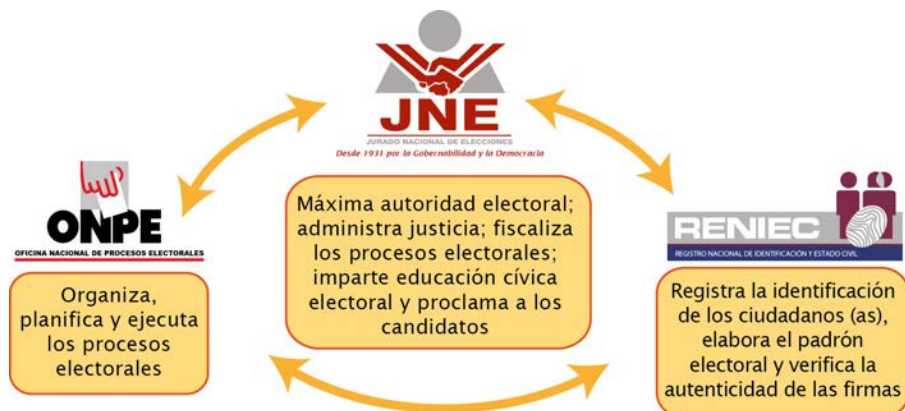 JNE
JURADO NACIONAL DE ELECCIONES
Desde 1931 por la Gobernabilidad y la Democracia
Máxima autoridad electoral;
administra justicia; fiscaliza
los procesos electorales;
imparte educación cívica
electoral y proclama a los
candidatos
ONPE
OFICINA NACIONAL DE PROCESOS ELECTORALES
Organiza,
planifica y ejecuta
los procesos
electorales
RENIEC
REGISTRO NACIONAL DE IDENTIFICACIÓN Y ESTADO CIVIL
Registra la identificación
de los ciudadanos (as),
elabora el padrón
electoral y verifica la
autenticidad de las firmas